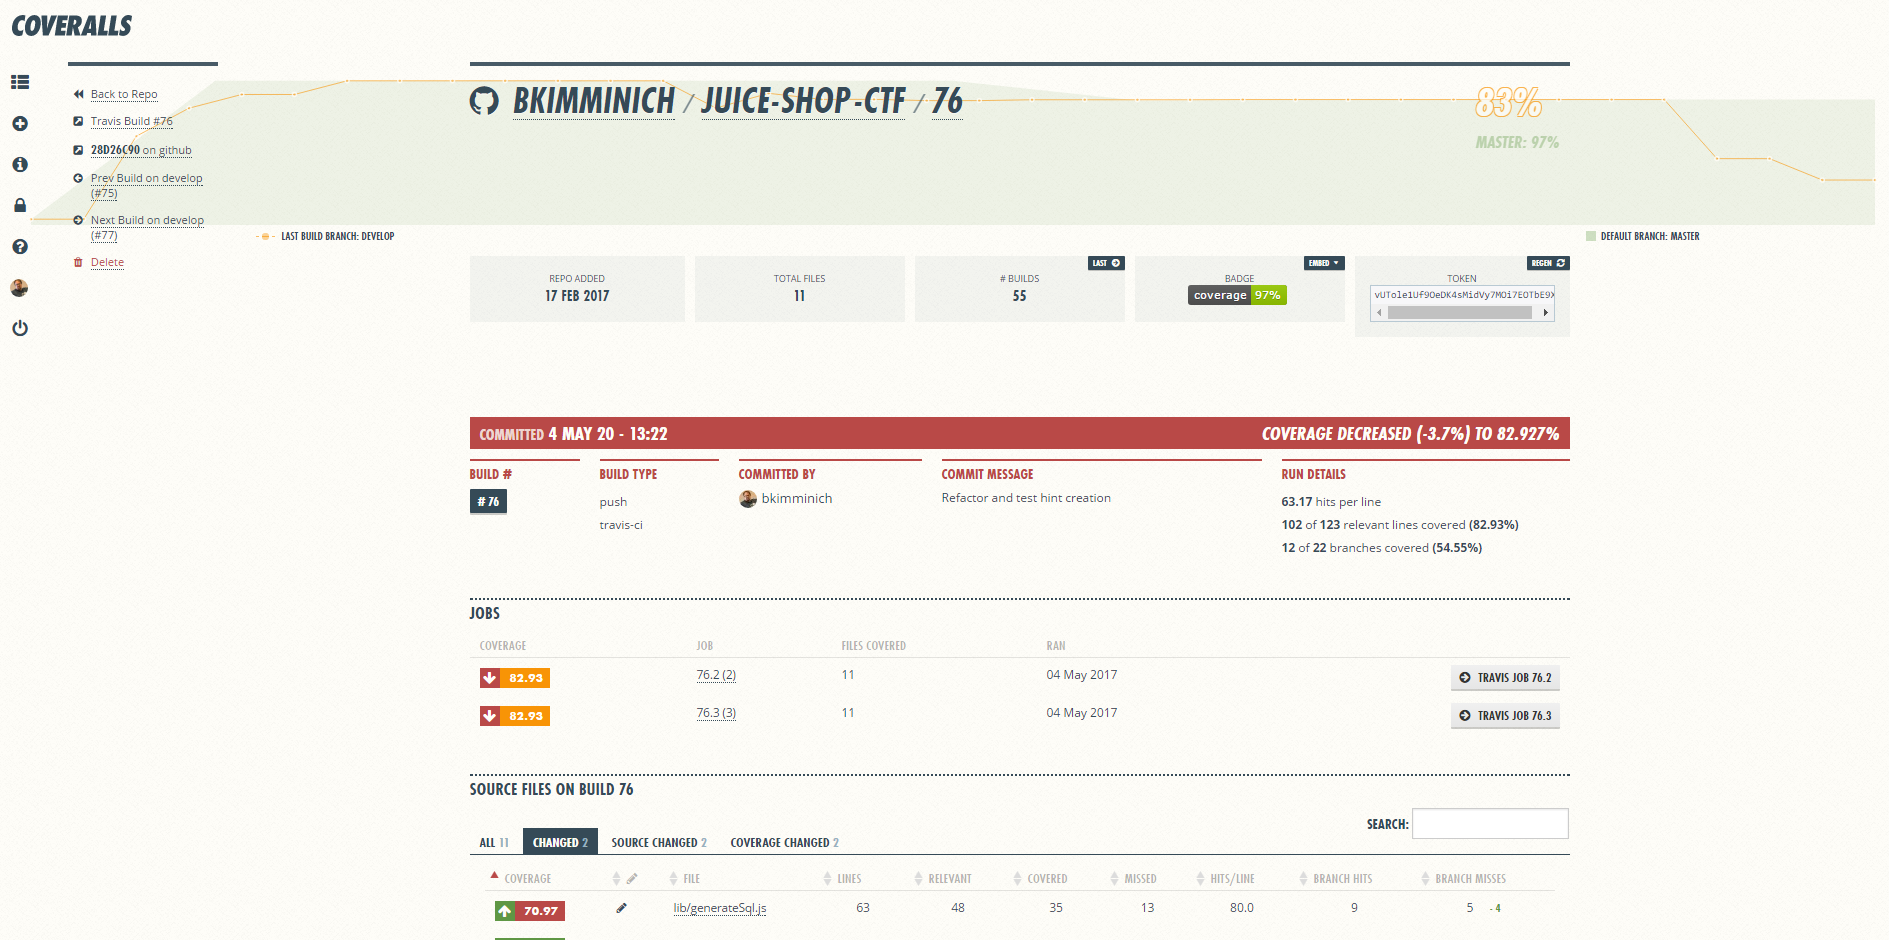 COVERALLS
Back to Repo
Travis Build #76
28D26C90 on github
Prev Build on develop
(#75)
Next Build on develop
(#77)
Delete
BKIMMINICH / JUICE-SHOP-CTF / 76
83%
MASTER: 97%
LAST BUILD BRANCH: DEVELOP
DEFAULT BRANCH: MASTER
REPO ADDED
17 FEB 2017
TOTAL FILES
11
LAST
# BUILDS
55
EMBED
BADGE
coverage 97%
REGEN
TOKEN
COMMITTED 4 MAY 20 - 13:22
COVERAGE DECREASED (-3.7%) TO 82.927%
BUILD #
# 76
BUILD TYPE
push
travis-ci
COMMITTED BY
bkimminich
COMMIT MESSAGE
Refactor and test hint creation
RUN DETAILS
63.17 hits per line
102 of 123 relevant lines covered (82.93%)
12 of 22 branches covered (54.55%)
JOBS
COVERAGE JOB FILES COVERED RAN
82.93 76.2 (2) 11 04 May 2017 TRAVIS JOB 76.2
82.93 76.3 (3) 11 04 May 2017 TRAVIS JOB 76.3
SOURCE FILES ON BUILD 76
SEARCH:
ALL 11 CHANGED 2 SOURCE CHANGED 2 COVERAGE CHANGED 2
COVERAGE FILE LINES RELEVANT COVERED MISSED HITS/LINE BRANCH HITS BRANCH MISSES
70.97 lib/generateSql.js 63 48 35 13 80.0 9 5 - 4